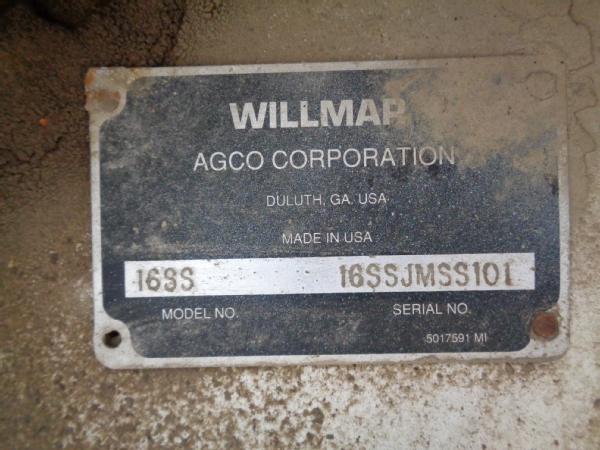 WILLMAR
AGCO CORPORATION
DULUTH, GA. USA
MADE IN USA
16SS 16SSJMSS101
MODEL NO. SERIAL NO.
5017591 MI